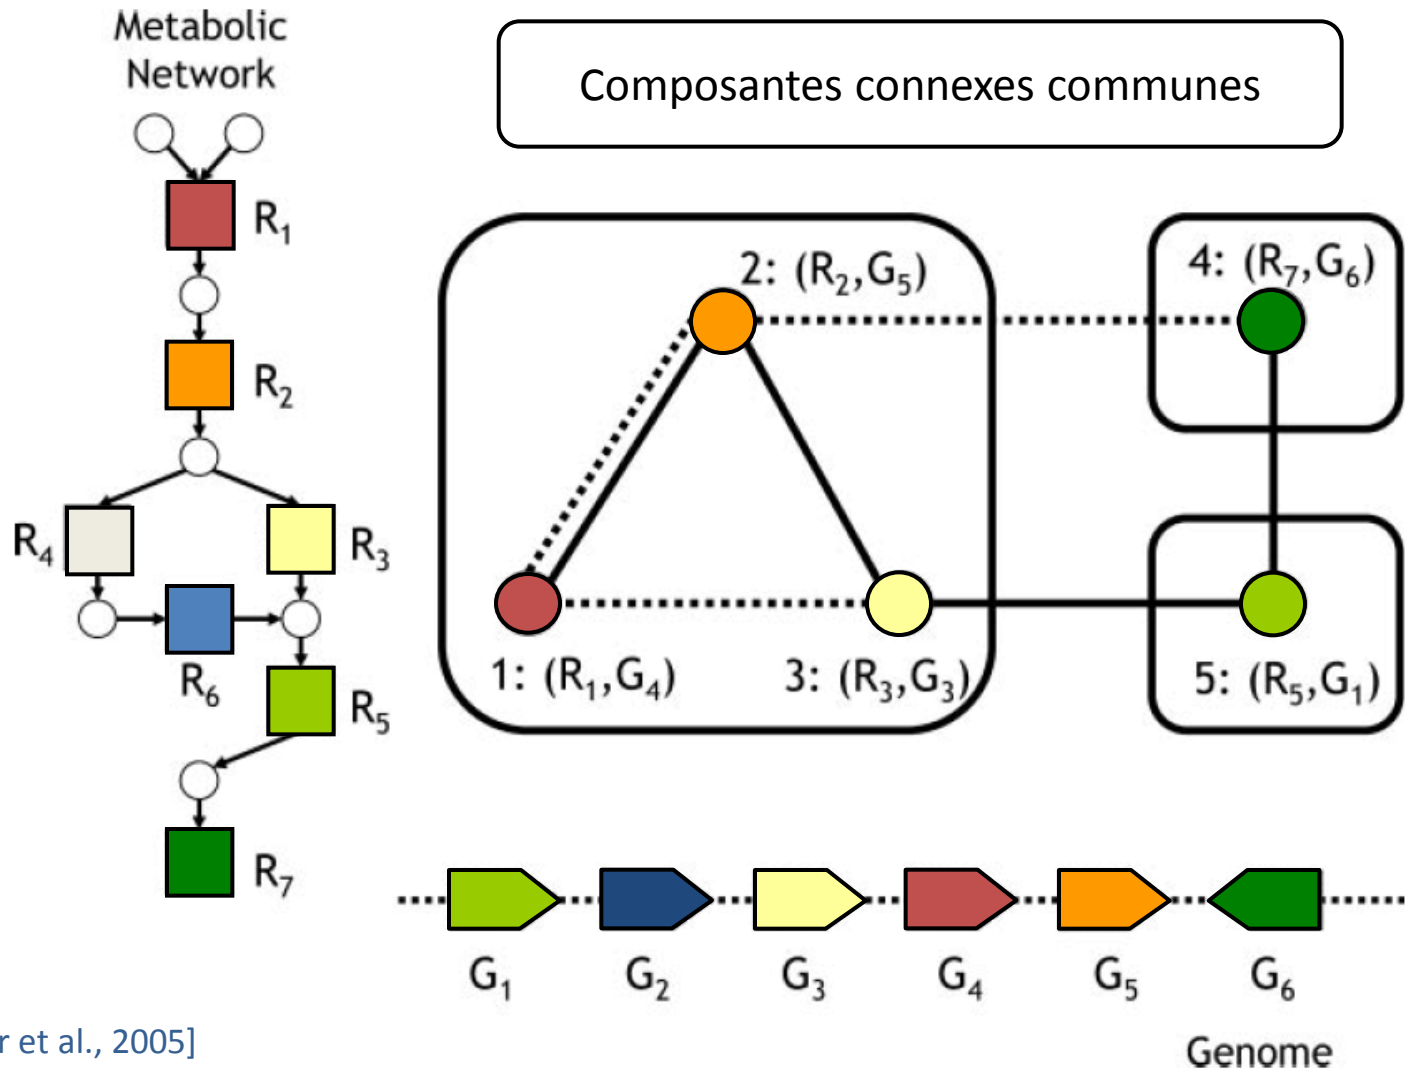 Metabolic
Network
Composantes connexes communes
R1
R2
R4
R3
R6
R5
R7
2: (R2,G5)
4: (R7,G6)
1: (R1,G4)
3: (R3,G3)
5: (R5,G1)
G1
G2
G3
G4
G5
G6
et al., 2005]
Genome